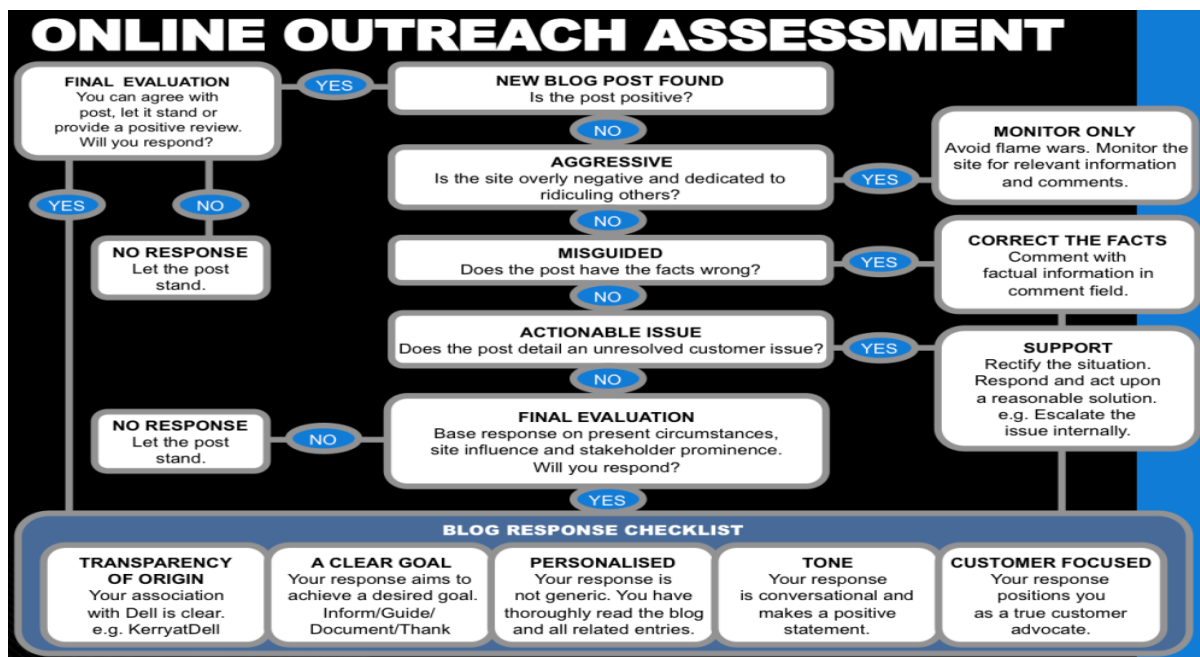 ONLINE OUTREACH ASSESSMENT
FINAL EVALUATION
You can agree with
post, let it stand or
provide a positive review.
Will you respond?
YES
NEW BLOG POST FOUND
Is the post positive?
NO
AGGRESSIVE
Is the site overly negative and dedicated to
ridiculing others?
YES
MONITOR ONLY
Avoid flame wars. Monitor the
site for relevant information
and comments.
YES
NO
NO RESPONSE
Let the post
stand.
NO
MISGUIDED
Does the post have the facts wrong?
YES
CORRECT THE FACTS
Comment with
factual information in
comment field.
NO
ACTIONABLE ISSUE
Does the post detail an unresolved customer issue?
YES
SUPPORT
Rectify the situation.
Respond and act upon
a reasonable solution.
e.g. Escalate the
issue internally.
NO
FINAL EVALUATION
Base response on present circumstances,
site influence and stakeholder prominence.
Will you respond?
NO
NO RESPONSE
Let the post
stand.
YES
BLOG RESPONSE CHECKLIST
TRANSPARENCY
OF ORIGIN
Your association
with Dell is clear.
e.g. KerryatDell
A CLEAR GOAL
Your response aims to
achieve a desired goal.
Inform/Guide/
Document/Thank
PERSONALISED
Your response is
not generic. You have
thoroughly read the blog
and all related entries.
TONE
Your response
is conversational and
makes a positive
statement.
CUSTOMER FOCUSED
Your response
positions you
as a true customer
advocate.